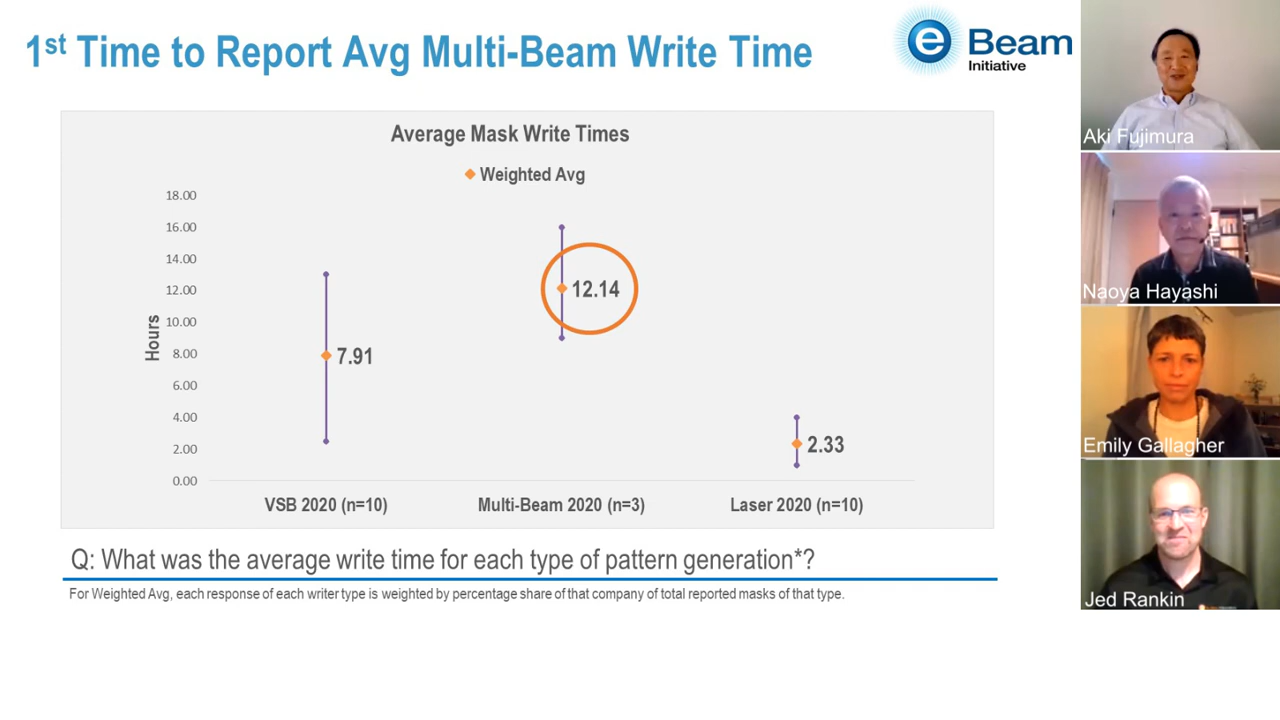 1st Time to Report Avg Multi-Beam Write Time
e Beam
Initiative
Average Mask Write Times
Weighted Avg
18.00
16.00
14.00
12.00
10.00
8.00
6.00
4.00
2.00
0.00
Hours
7.91
12.14
2.33
VSB 2020 (n=10)
Multi-Beam 2020 (n=3)
Laser 2020 (n=10)
Q: What was the average write time for each type of pattern generation*?
For Weighted Avg, each response of each writer type is weighted by percentage share of that company of total reported masks of that type.
Aki Fujimura
Naoya Hayashi
Emily Gallagher
Jed Rankin